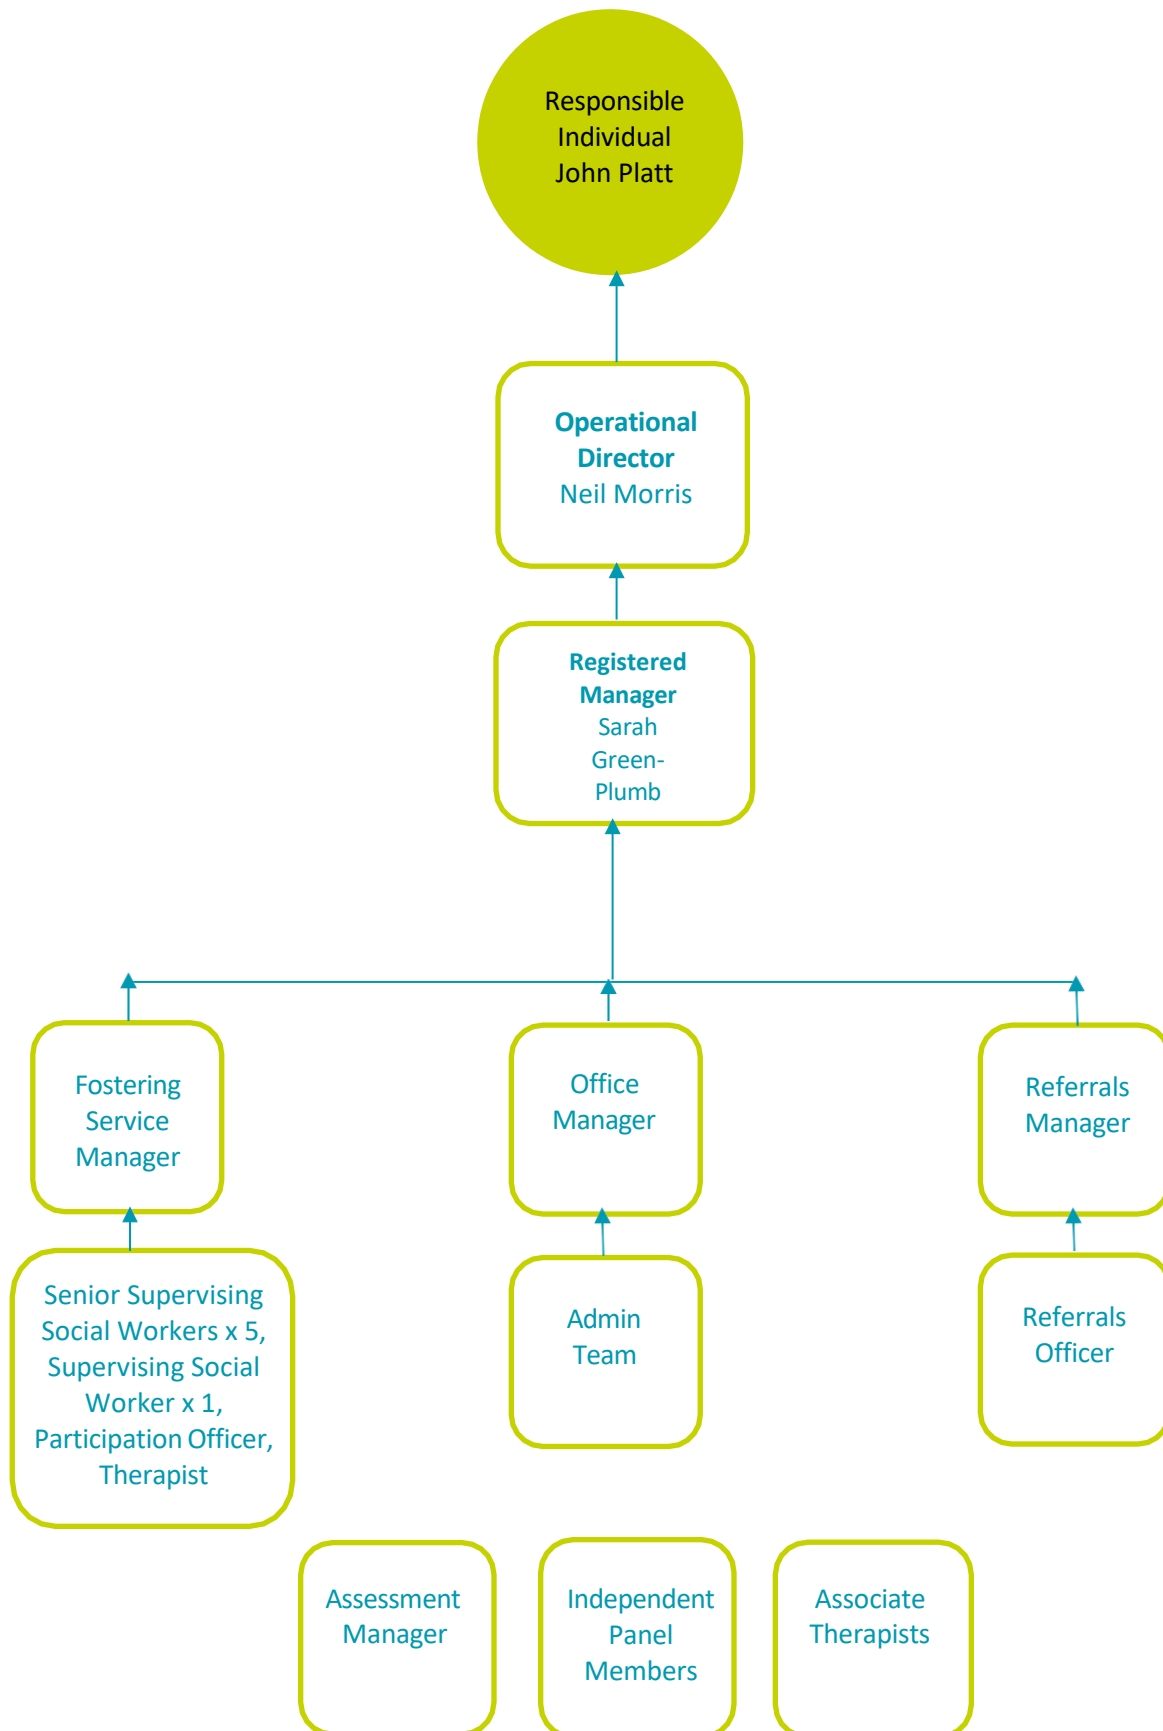 Responsible
Individual
John Platt
Operational
Director
Neil Morris
Registered
Manager
Sarah
Green-
Plumb
Fostering
Service
Manager
Office
Manager
Referrals
Manager
Senior Supervising
Social Workers x 5,
Supervising Social
Worker x 1,
Participation Officer,
Therapist
Admin
Team
Referrals
Officer
Assessment
Manager
Independent
Panel
Members
Associate
Therapists